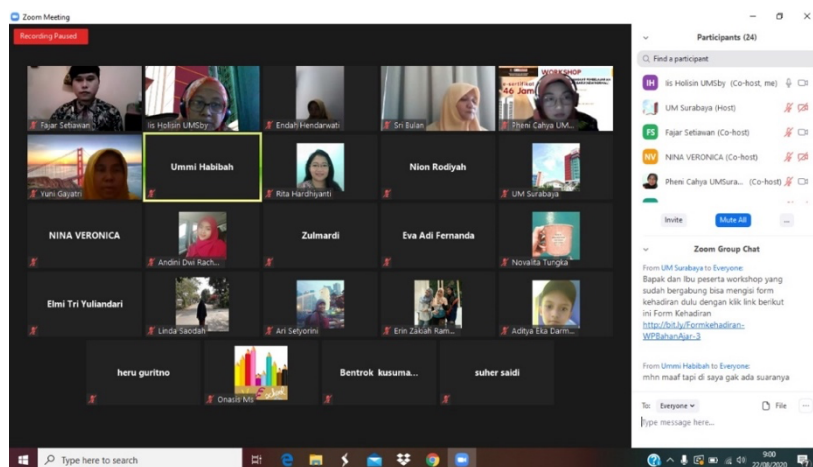 Zoom Meeting
Recording Paused
Fajar Setiawan
Iis Holisin UMSby
Endah Hendarwati
Sri Bulan
WORKSHOP
e-sertifikat
46 Jam
Pheni Cahya UM...
Yuni Gayatri
Ummi Habibah
Rita Hardhiyanti
Nion Rodiyah
UM Surabaya
NINA VERONICA
Andini Dwi Rach...
Zulmardi
Eva Adi Fernanda
Novalita Tungka
Elmi Tri Yuliandari
Linda Saodah
Ari Setyorini
Erin Zakiah Ram...
Aditya Eka Darm...
heru guritno
Onasis Ms
Bentrok kusuma...
suher saidi
Participants (24)
Find a participant
IH Iis Holisin UMSby (Co-host, me)
UM Surabaya (Host)
FS Fajar Setiawan (Co-host)
NV NINA VERONICA (Co-host)
Pheni Cahya UMSura... (Co-host)
Invite
Mute All
...
Zoom Group Chat
From UM Surabaya to Everyone:
Bapak dan Ibu peserta workshop yang
sudah bergabung bisa mengisi form
kehadiran dulu dengan klik link berikut
ini Form Kehadiran
http://bit.ly/Formkehadiran-
WPBahanAjar-3
From Ummi Habibah to Everyone:
mhn maaf tapi di saya gak ada suaranya
To: Everyone
File
...
Type message here...
Type here to search
9:00
22/08/2020